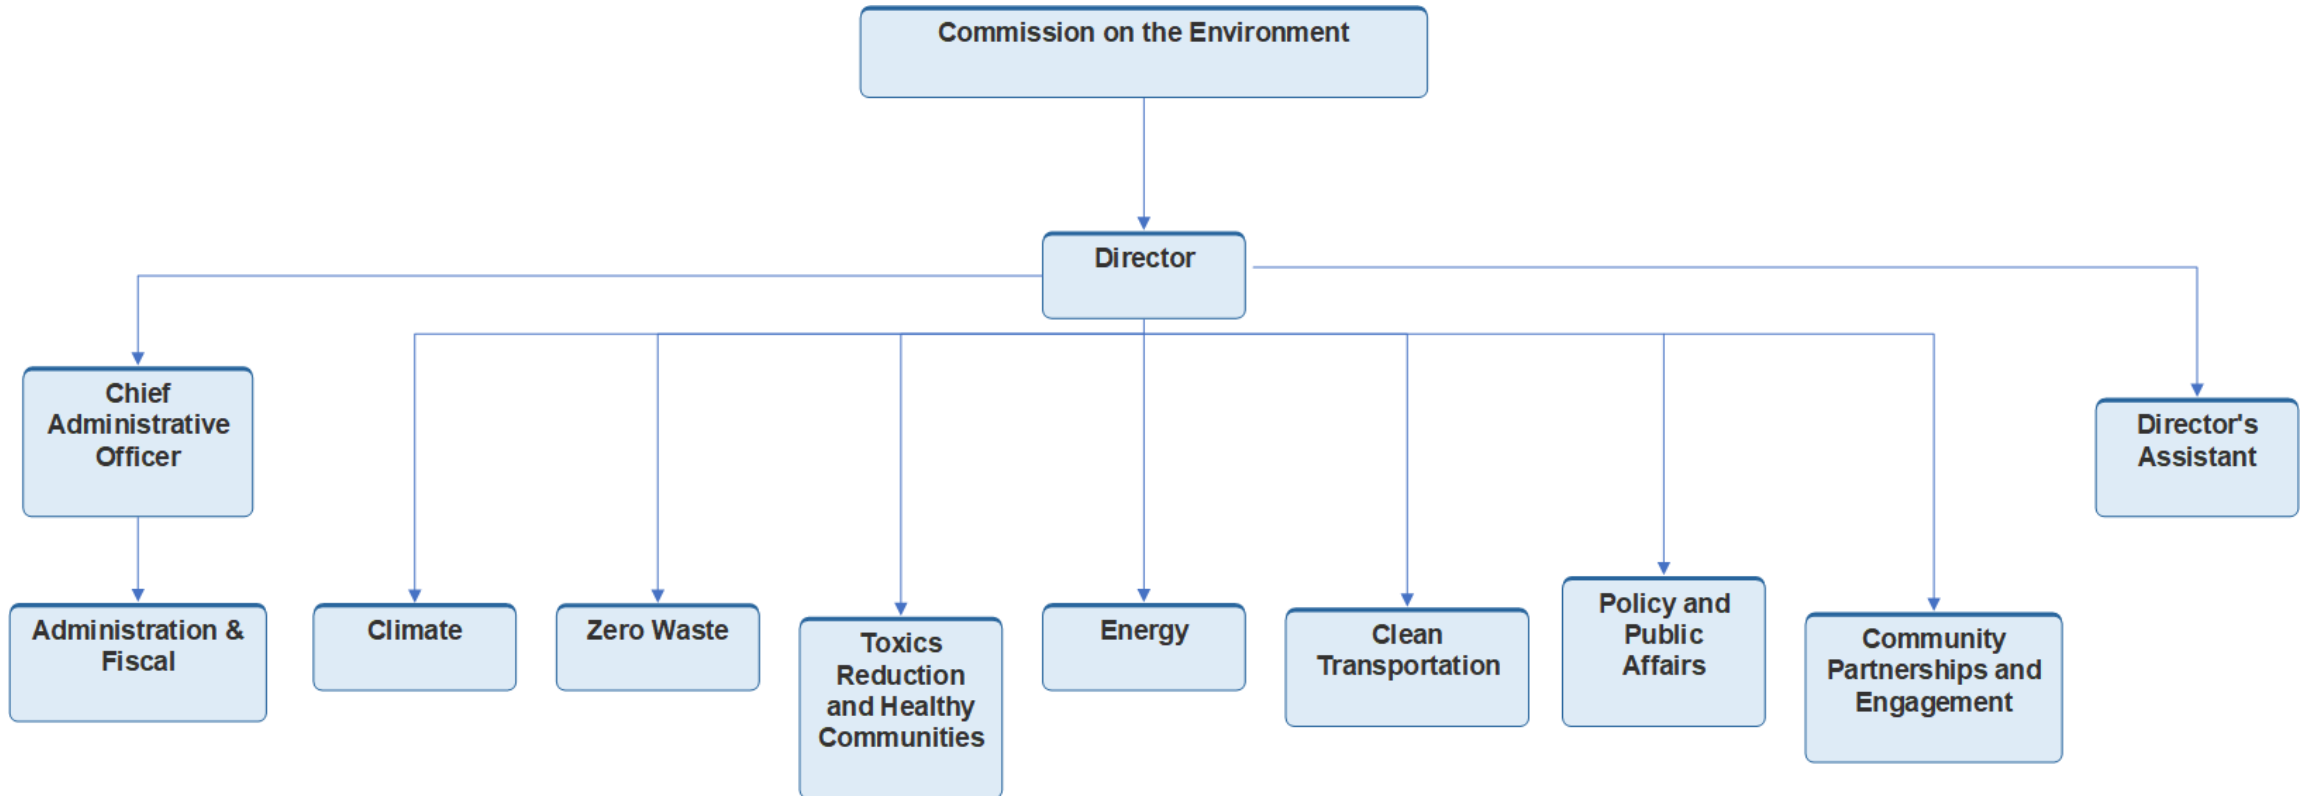 Commission on the Environment
Director
Chief
Administrative
Officer
Director's
Assistant
Administration &
Fiscal
Climate
Zero Waste
Toxics
Reduction
and Healthy
Communities
Energy
Clean
Transportation
Policy and
Public
Affairs
Community
Partnerships and
Engagement